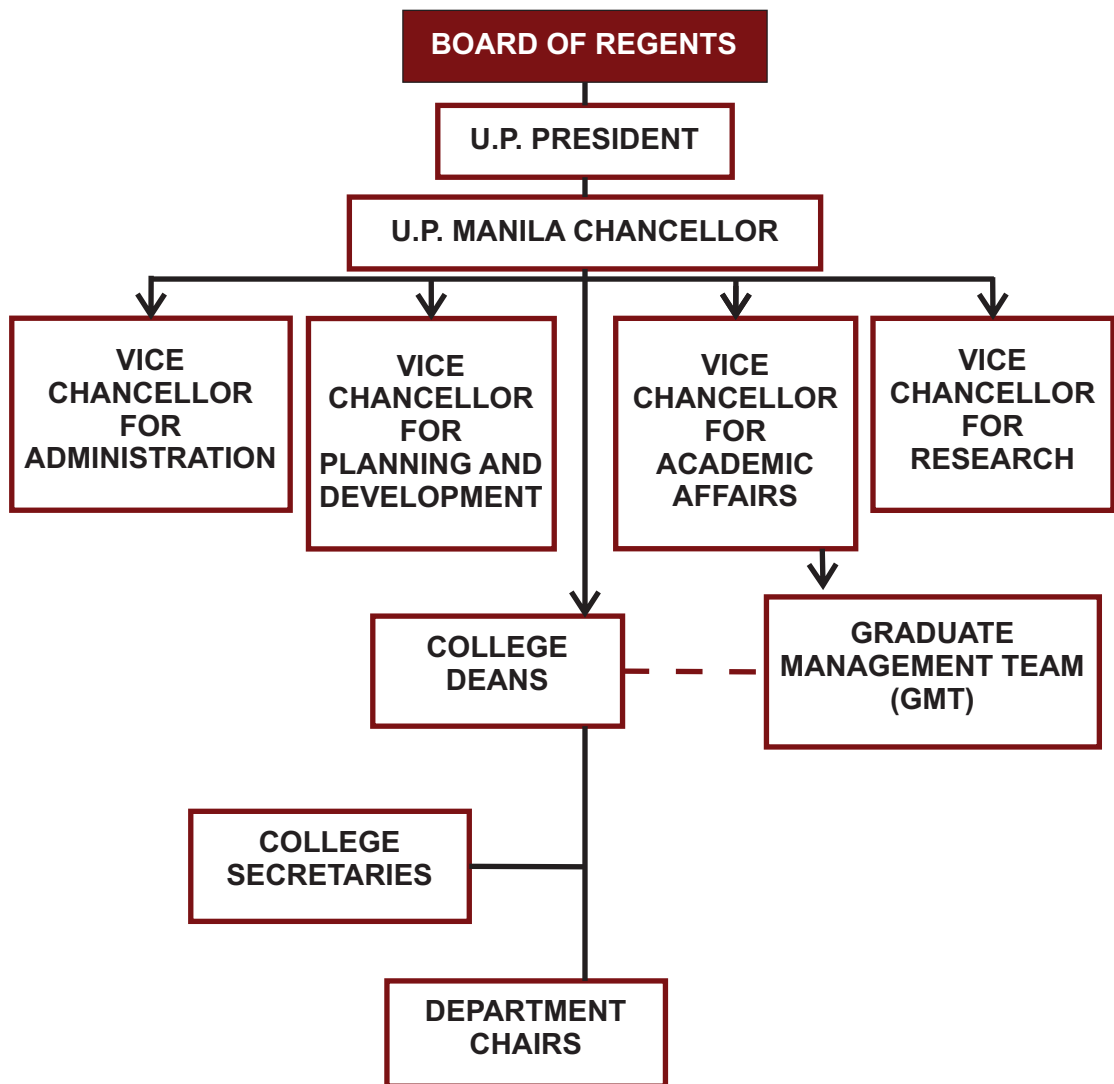 BOARD OF REGENTS
U.P. PRESIDENT
U.P. MANILA CHANCELLOR
VICE
CHANCELLOR
FOR
ADMINISTRATION
VICE
CHANCELLOR
FOR
PLANNING AND
DEVELOPMENT
VICE
CHANCELLOR
FOR
ACADEMIC
AFFAIRS
VICE
CHANCELLOR
FOR
RESEARCH
COLLEGE
DEANS
GRADUATE
MANAGEMENT TEAM
(GMT)
COLLEGE
SECRETARIES
DEPARTMENT
CHAIRS